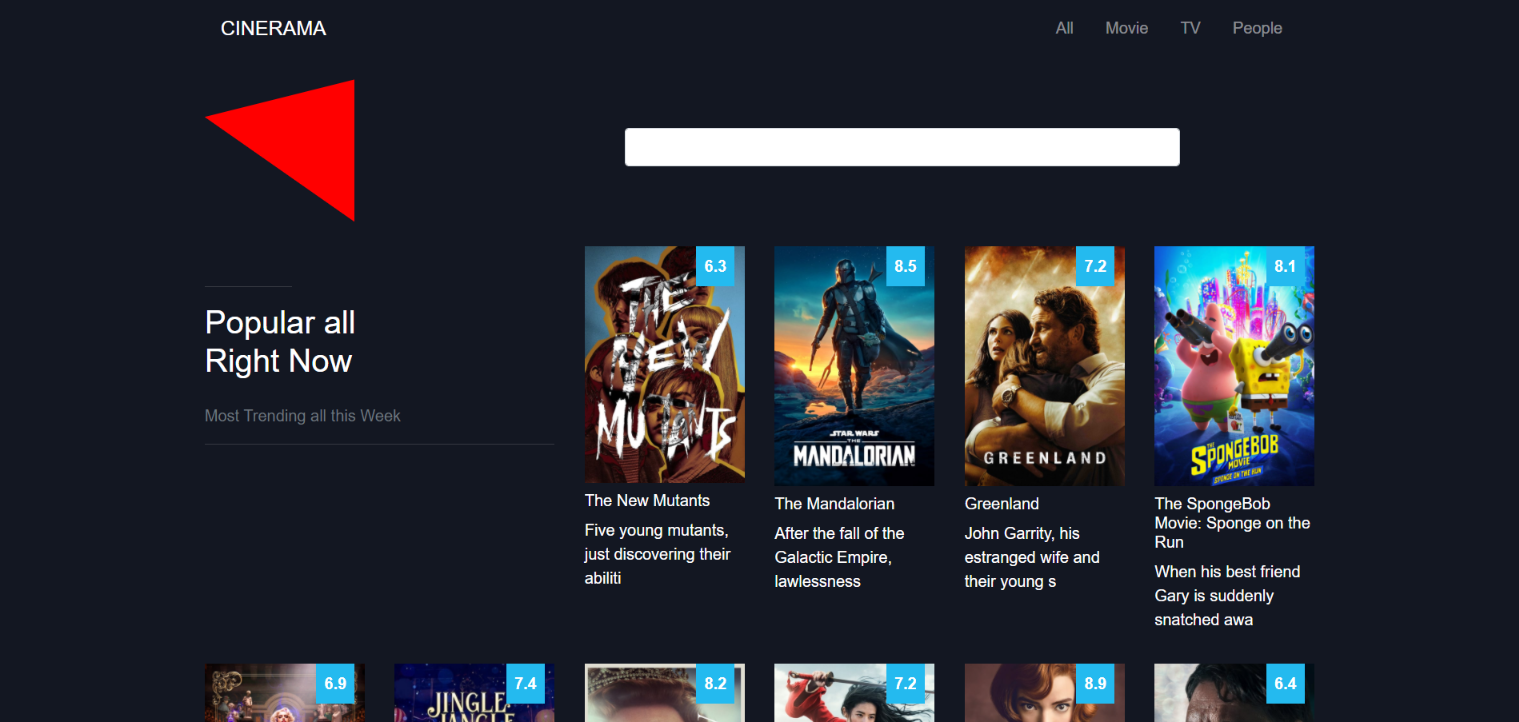 CINERAMA
All
Movie
TV
People
Popular all
Right Now
Most Trending all this Week
6.3
THE
NEW
MUTANTS
The New Mutants
Five young mutants,
just discovering their
abiliti
8.5
STAR WARS
THE
MANDALORIAN
The Mandalorian
After the fall of the
Galactic Empire,
lawlessness
7.2
GREENLAND
Greenland
John Garrity, his
estranged wife and
their young s
8.1
THE
SPONGEBOB
MOVIE
SPONGE ON THE RUN
The SpongeBob
Movie: Sponge on the
Run
When his best friend
Gary is suddenly
snatched awa
6.9
7.4
JINGLE
JANGLE
8.2
7.2
8.9
6.4